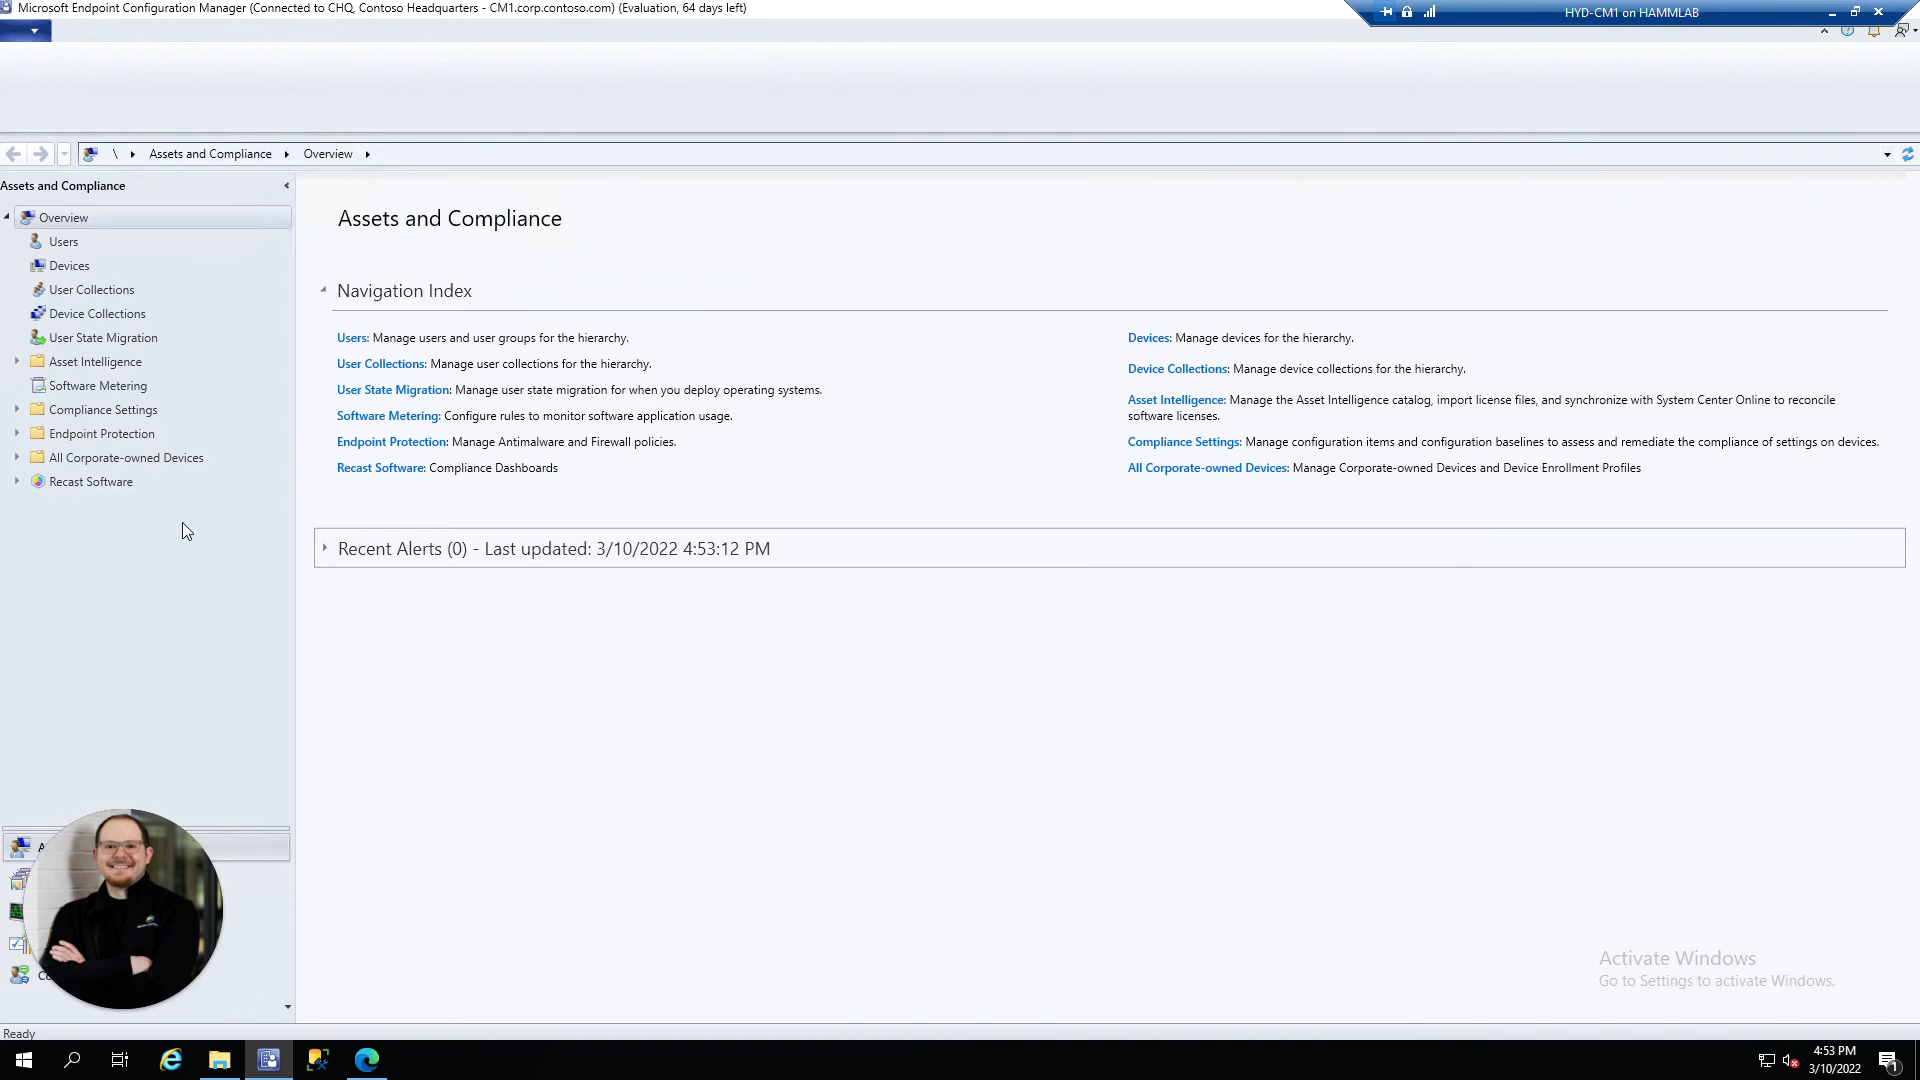 Microsoft Endpoint Configuration Manager (Connected to CHQ, Contoso Headquarters - CM1.corp.contoso.com) (Evaluation, 64 days left)
HYD-CM1 on HAMMLAB
\ Assets and Compliance Overview
Assets and Compliance
Overview
Users
Devices
User Collections
Device Collections
User State Migration
Asset Intelligence
Software Metering
Compliance Settings
Endpoint Protection
All Corporate-owned Devices
Recast Software
Assets and Compliance
Navigation Index
Users: Manage users and user groups for the hierarchy.
User Collections: Manage user collections for the hierarchy.
User State Migration: Manage user state migration for when you deploy operating systems.
Software Metering: Configure rules to monitor software application usage.
Endpoint Protection: Manage Antimalware and Firewall policies.
Recast Software: Compliance Dashboards
Devices: Manage devices for the hierarchy.
Device Collections: Manage device collections for the hierarchy.
Asset Intelligence: Manage the Asset Intelligence catalog, import license files, and synchronize with System Center Online to reconcile
software licenses.
Compliance Settings: Manage configuration items and configuration baselines to assess and remediate the compliance of settings on devices.
All Corporate-owned Devices: Manage Corporate-owned Devices and Device Enrollment Profiles
Recent Alerts (0) - Last updated: 3/10/2022 4:53:12 PM
Activate Windows
Go to Settings to activate Windows.
Ready
4:53 PM
3/10/2022
1